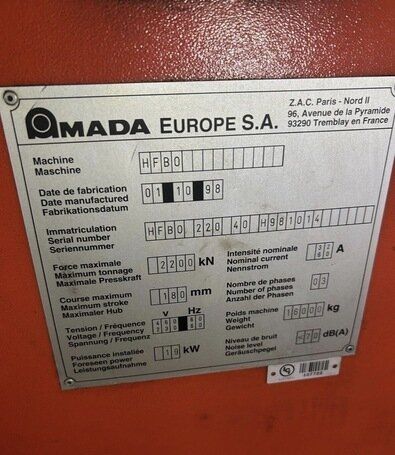 AMADA EUROPE S.A.
Z.A.C. Paris - Nord II
96, Avenue de la Pyramide
93290 Tremblay en France
Machine
Maschine
HFBO
Date de fabrication
Date manufactured
Fabrikationsdatum
01 10 98
Immatriculation
Serial number
Seriennummer
HFBO 220 40 H981014
Force maximale
Maximum tonnage
Maximale Presskraft
2200 kN
Intensité nominale
Nominal current
Nennstrom
A
Course maximum
Maximum stroke
Maximaler Hub
180 mm
Nombre de phases
Number of phases
Anzahl der Phasen
03
Tension / Fréquence
Voltage / Frequency
Spannung / Frequenz
V Hz
Poids machine
Weight
Gewicht
16000 kg
Puissance installée
Foreseen power
Leistungsaufnahme
19 kW
Niveau de bruit
Noise level
Geräuschpegel
<70 dB(A)